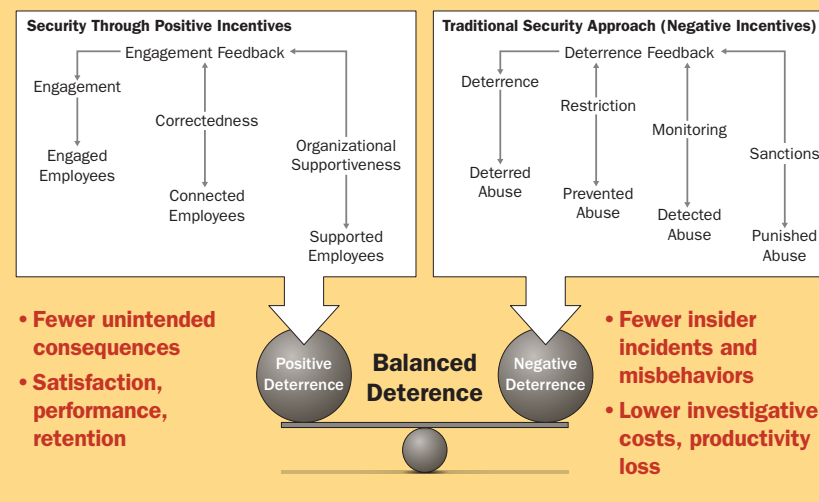 Security Through Positive Incentives
Engagement Feedback
Engagement
Correctedness
Organizational
Supportiveness
Engaged
Employees
Connected
Employees
Supported
Employees
Traditional Security Approach (Negative Incentives)
Deterrence Feedback
Deterrence
Restriction
Monitoring
Sanctions
Deterred
Abuse
Prevented
Abuse
Detected
Abuse
Punished
Abuse
• Fewer unintended
consequences
• Satisfaction,
performance,
retention
Positive
Deterrence
Balanced
Deterence
Negative
Deterrence
• Fewer insider
incidents and
misbehaviors
• Lower investigative
costs, productivity
loss